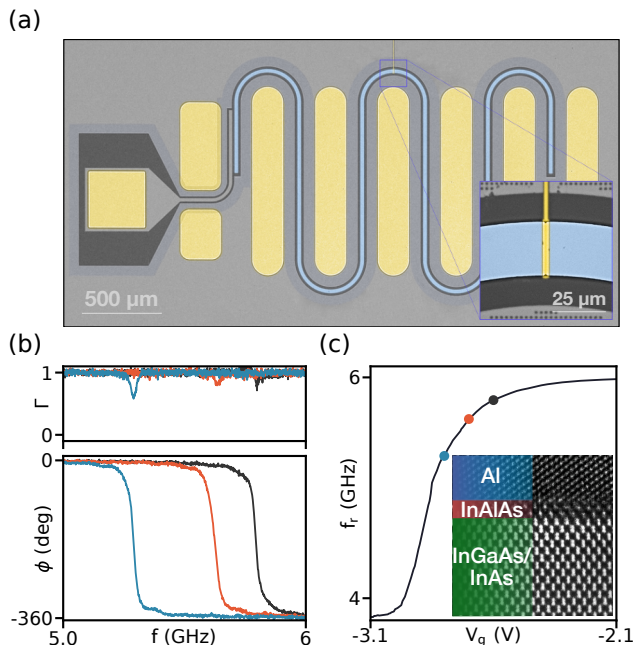 (a)
500 µm
25 µm
(b)
1
Γ
0
0
ϕ (deg)
-360
5.0
f (GHz)
6
(c)
6
f_r (GHz)
4
Al
InAlAs
InGaAs/
InAs
-3.1
V_g (V)
-2.1